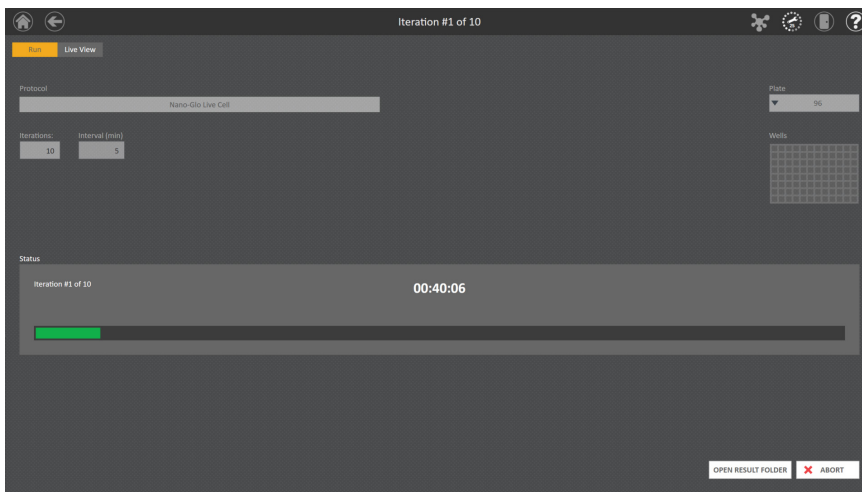 Iteration #1 of 10
25
?
Run
Live View
Protocol
Nano-Glo Live Cell
Plate
96
Iterations:
Interval (min)
10
5
Wells
Status
Iteration #1 of 10
00:40:06
OPEN RESULT FOLDER
ABORT